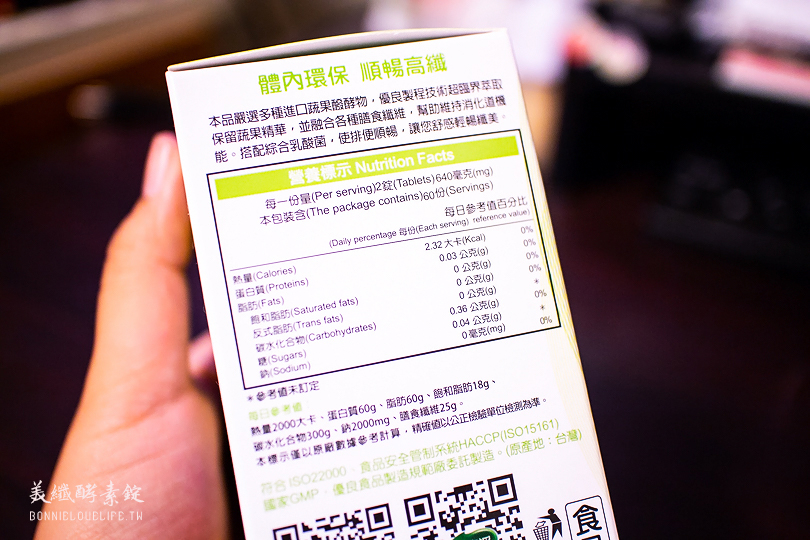 體內環保 順暢高纖
本品嚴選多種進口蔬果醱酵物，優良製程技術超臨界萃取
保留蔬果精華，並融合各種膳食纖維，幫助維持消化道機
能。搭配綜合乳酸菌，使排便順暢，讓您舒感輕暢纖美。
營養標示 Nutrition Facts
每一份量(Per serving)2錠(Tablets)640毫克(mg)
本包裝含(The package contains)60份(Servings)
每日參考值百分比
(Daily percentage 每份(Each serving) reference value)
熱量(Calories) 2.32 大卡(Kcal) 0%
蛋白質(Proteins) 0.03 公克(g) 0%
脂肪(Fats) 0 公克(g) 0%
飽和脂肪(Saturated fats) 0 公克(g) 0%
反式脂肪(Trans fats) 0 公克(g) *
碳水化合物(Carbohydrates) 0.36 公克(g) 0%
糖(Sugars) 0.04 公克(g) *
鈉(Sodium) 0 毫克(mg) 0%
*參考值未訂定
每日參考值
熱量2000大卡、蛋白質60g、脂肪60g、飽和脂肪18g、
碳水化合物300g、鈉2000mg、膳食纖維25g。
本標示僅以原廠數據參考計算，精確值以公正檢驗單位檢測為準。
符合ISO22000、食品安全管制系統HACCP(ISO15161)
國家GMP、優良食品製造規範廠委託製造。(原產地：台灣)
食
美纖酵素錠
BONNIELOVELIFE.TW